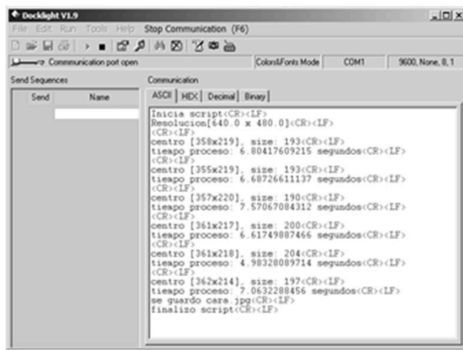 Docklight V1.9
File Edit Run Tools Help Stop Communication (F6)
Communication port open
Colors&Fonts Mode
COM1
9600, None, 8, 1
Send Sequences
Send Name
Communication
ASCII HEX Decimal Binary
Inicia script<CR><LF>
Resolucion[640.0 x 480.0]<CR><LF>
<CR><LF>
centro [358x219], size: 193<CR><LF>
tiempo proceso: 6.80417609215 segundos<CR><LF>
<CR><LF>
centro [355x219], size: 193<CR><LF>
tiempo proceso: 6.68726611137 segundos<CR><LF>
<CR><LF>
centro [357x220], size: 190<CR><LF>
tiempo proceso: 7.57067084312 segundos<CR><LF>
<CR><LF>
centro [361x217], size: 200<CR><LF>
tiempo proceso: 6.61749887466 segundos<CR><LF>
<CR><LF>
centro [361x218], size: 204<CR><LF>
tiempo proceso: 4.98328089714 segundos<CR><LF>
<CR><LF>
centro [362x214], size: 197<CR><LF>
tiempo proceso: 7.0632288456 segundos<CR><LF>
se guardo cara.jpg<CR><LF>
finalizo script<CR><LF>